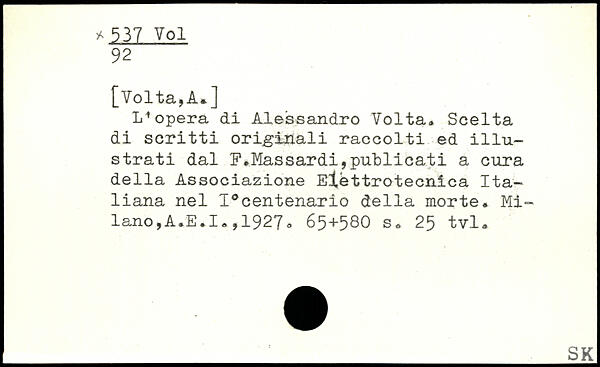 × 537 Vol
92
[Volta,A.]
L'opera di Alessandro Volta. Scelta
di scritti originali raccolti ed illu-
strati dal F.Massardi,publicati a cura
della Associazione Elettrotecnica Ita-
liana nel I°centenario della morte. Mi-
lano,A.E.I.,1927. 65+580 s. 25 tvl.
SK